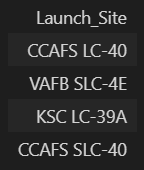 Launch_Site
CCAFS LC-40
VAFB SLC-4E
KSC LC-39A
CCAFS SLC-40